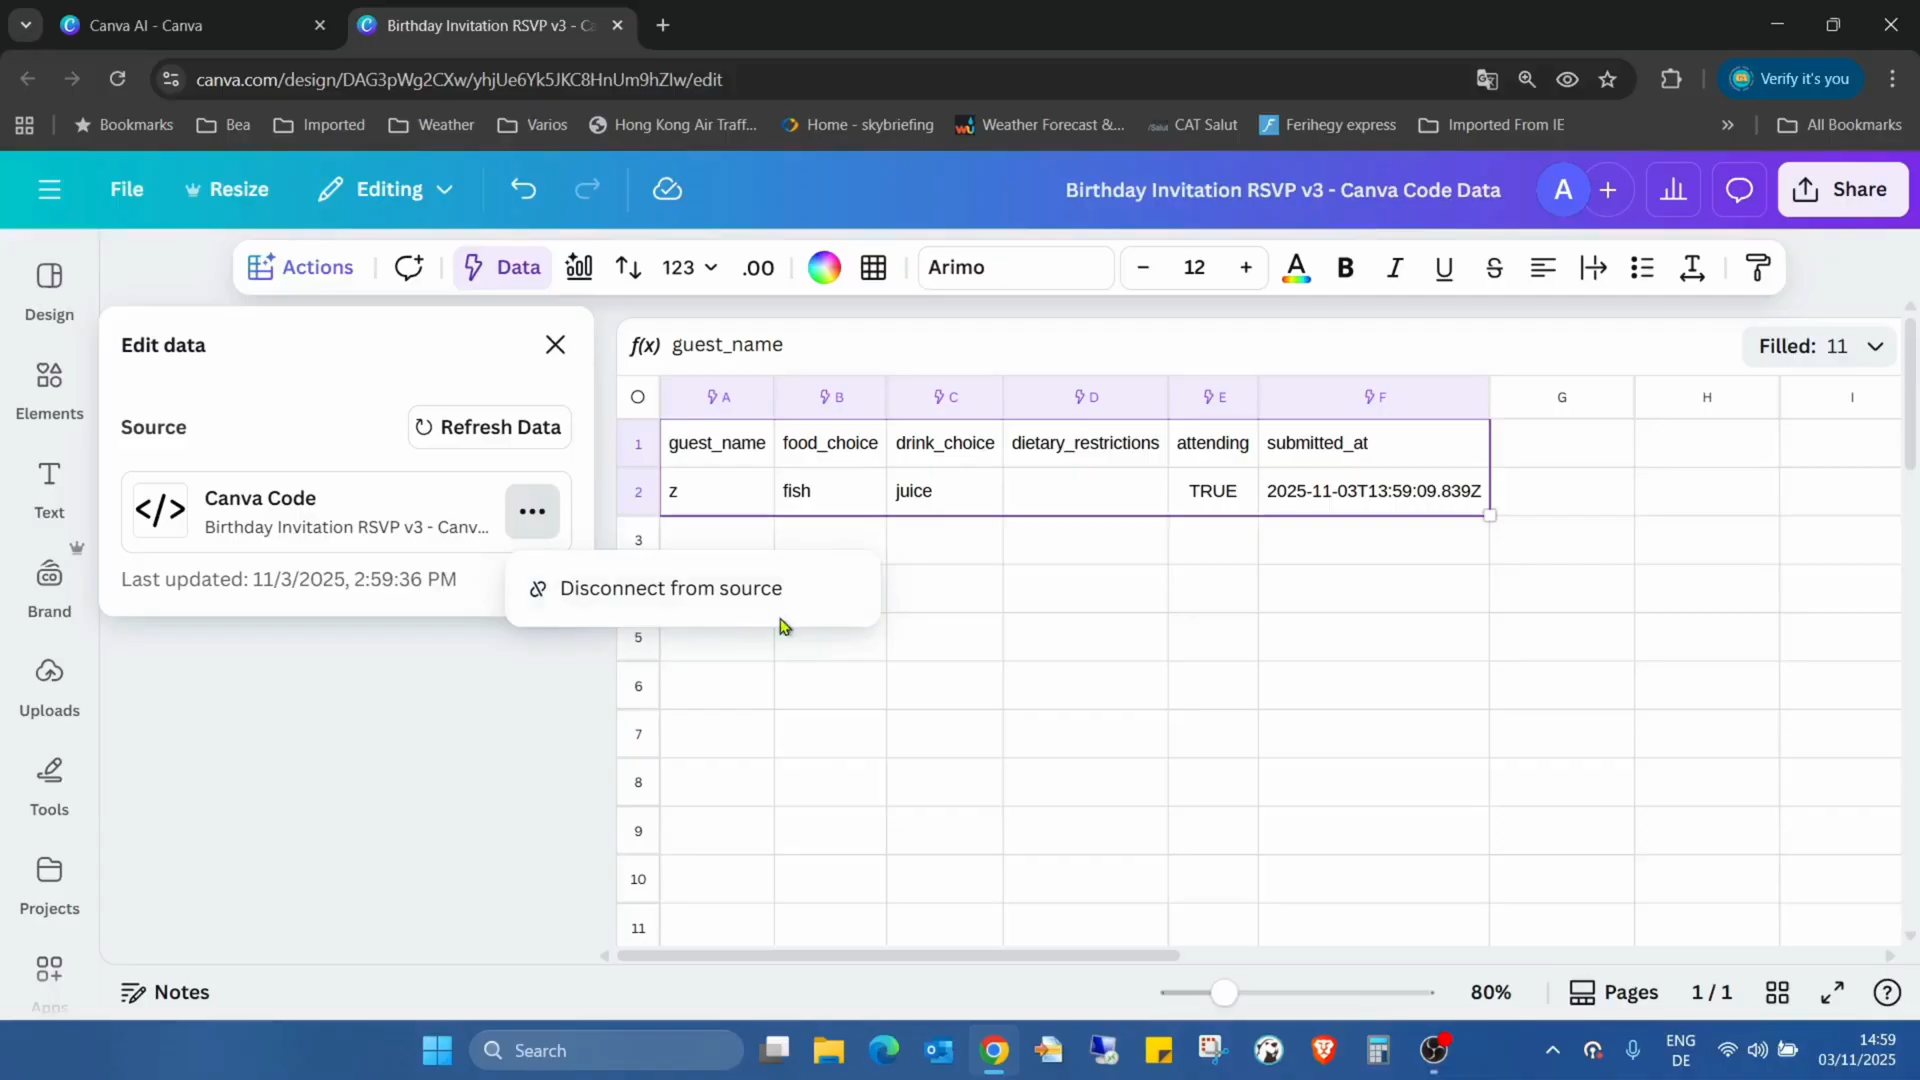 Canva AI - Canva
Birthday Invitation RSVP v3 - Ca
canva.com/design/DAG3pWg2CXw/yhjUe6Yk5JKC8HnUm9hZIw/edit
Verify it's you
Bookmarks
Bea
Imported
Weather
Varios
Hong Kong Air Traff...
Home - skybriefing
Weather Forecast &...
CAT Salut
Ferihegy express
Imported From IE
»
All Bookmarks
File
Resize
Editing
Birthday Invitation RSVP v3 - Canva Code Data
A
Share
Actions
Data
123
.00
Arimo
– 12 +
A
B
I
U
S
Design
Elements
Text
Brand
Uploads
Tools
Projects
Apps
Edit data
Source
Refresh Data
Canva Code
Birthday Invitation RSVP v3 - Canv...
Last updated: 11/3/2025, 2:59:36 PM
Disconnect from source
f(x) guest_name
Filled: 11
A B C D E F G H I
1 guest_name food_choice drink_choice dietary_restrictions attending submitted_at
2 z fish juice TRUE 2025-11-03T13:59:09.839Z
3
5
6
7
8
9
10
11
Notes
80%
Pages
1 / 1
Search
ENG
DE
14:59
03/11/2025